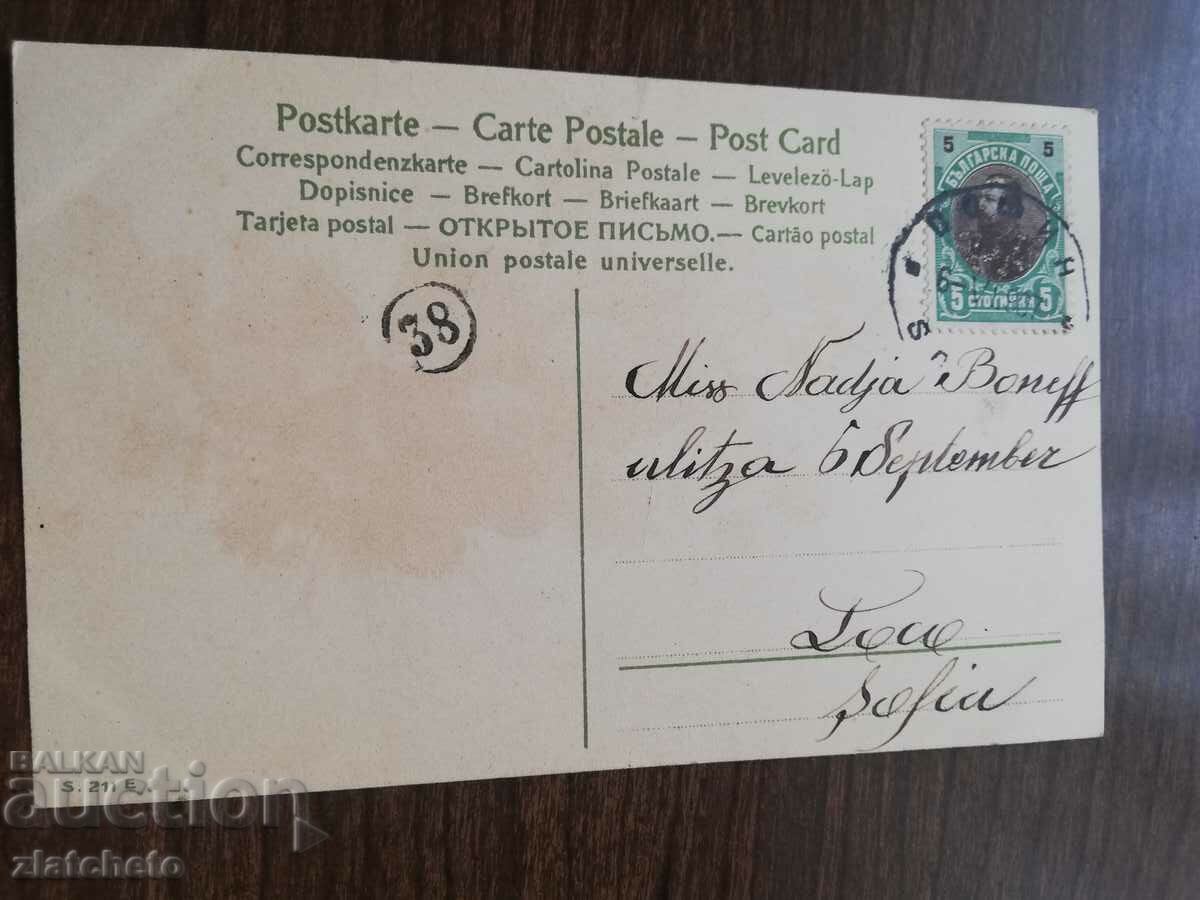 Postkarte — Carte Postale — Post Card
Correspondenzkarte — Cartolina Postale — Levelezö-Lap
Dopisnice — Brefkort — Briefkaart — Brevkort
Tarjeta postal — ОТКРЫТОЕ ПИСЬМО. — Cartão postal
Union postale universelle.
5 5
БЪЛГАРСКА ПОЩА
5 СТОТИНКИ 5
38
Miss Nadja Boneff
ulitza 6 September
Sofia
S. 211
BALKAN
auction
zlatcheto